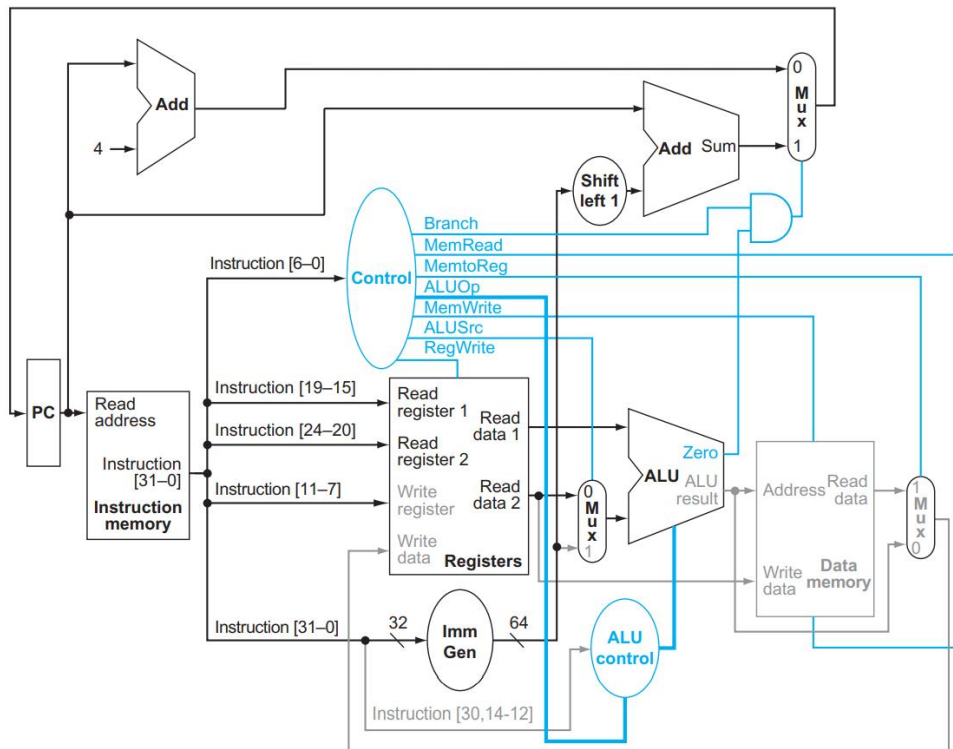 Add
4
0
Mux
1
Add Sum
Shift
left 1
Branch
MemRead
MemtoReg
ALUOp
MemWrite
ALUSrc
RegWrite
Control
Instruction [6–0]
PC
Read
address
Instruction
[31–0]
Instruction
memory
Instruction [19–15]
Instruction [24–20]
Instruction [11–7]
Read
register 1
Read
data 1
Read
register 2
Write
register
Read
data 2
Write
data
Registers
0
Mux
1
Zero
ALU
ALU
result
Address
Read
data
Write
data
Data
memory
1
Mux
0
Instruction [31–0]
32
Imm
Gen
64
ALU
control
Instruction [30,14-12]